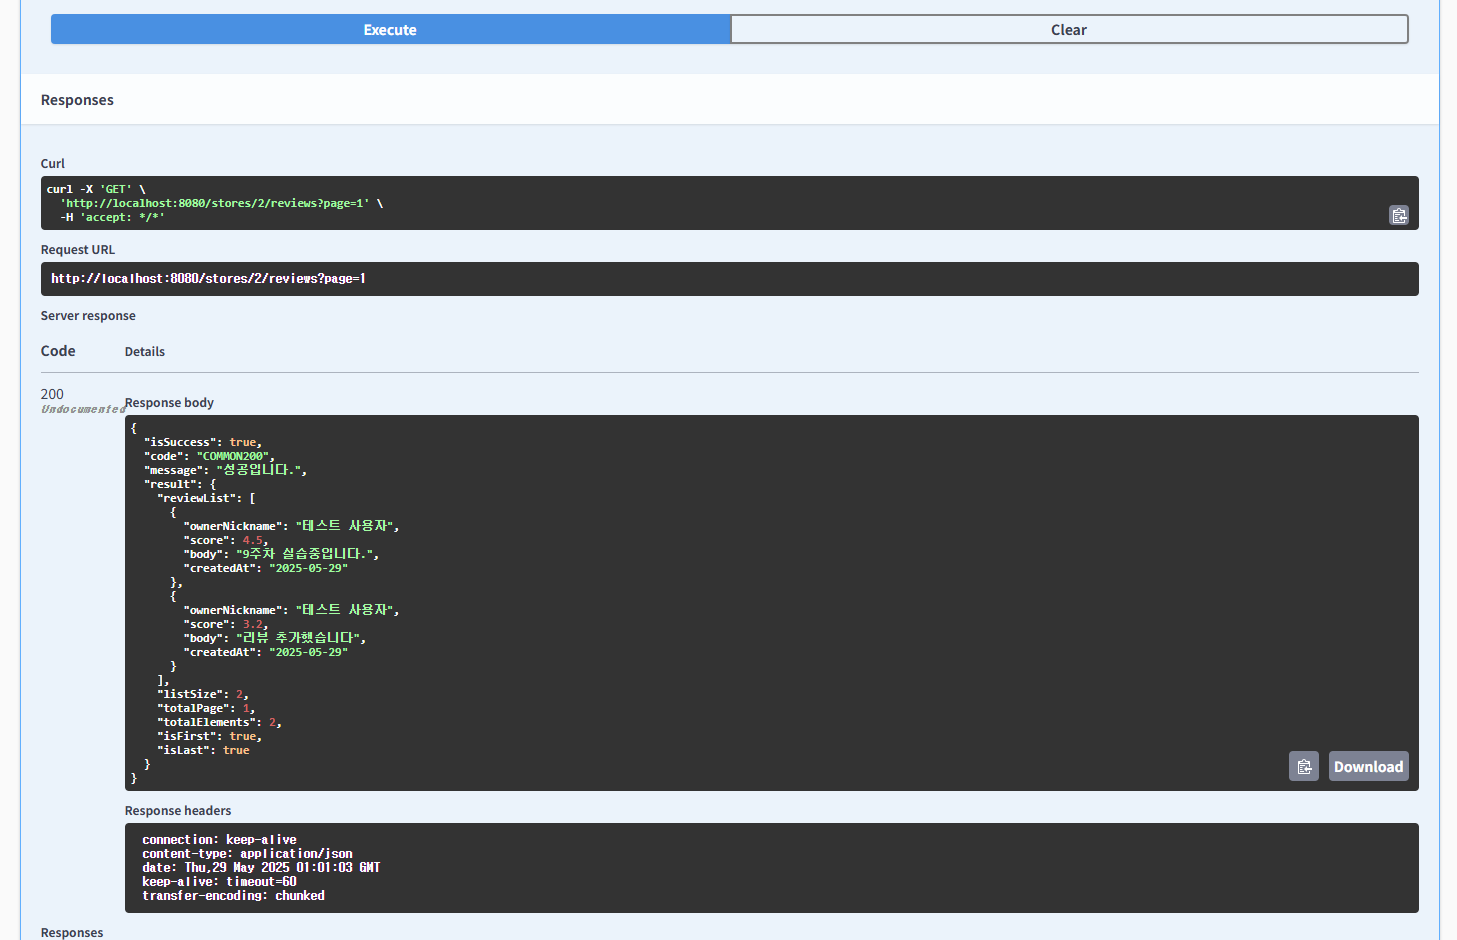 Execute
Clear
Responses
Curl
curl -X 'GET' \
  'http://localhost:8080/stores/2/reviews?page=1' \
  -H 'accept: */*'
Request URL
http://localhost:8080/stores/2/reviews?page=1
Server response
Code
Details
200
Undocumented
Response body
{
  "isSuccess": true,
  "code": "COMMON200",
  "message": "성공입니다.",
  "result": {
    "reviewList": [
      {
        "ownerNickname": "테스트 사용자",
        "score": 4.5,
        "body": "9주차 실습중입니다.",
        "createdAt": "2025-05-29"
      },
      {
        "ownerNickname": "테스트 사용자",
        "score": 3.2,
        "body": "리뷰 추가했습니다",
        "createdAt": "2025-05-29"
      }
    ],
    "listSize": 2,
    "totalPage": 1,
    "totalElements": 2,
    "isFirst": true,
    "isLast": true
  }
}
Download
Response headers
connection: keep-alive
content-type: application/json
date: Thu,29 May 2025 01:01:03 GMT
keep-alive: timeout=60
transfer-encoding: chunked
Responses